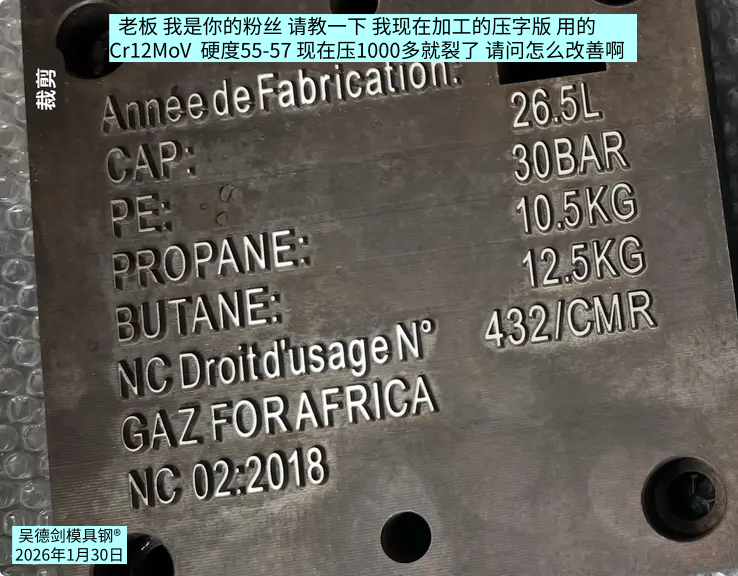 老板 我是你的粉丝 请教一下 我现在加工的压字版 用的
Cr12MoV 硬度55-57 现在压1000多就裂了 请问怎么改善啊
裁剪
Année de Fabrication:
26.5L
CAP:
30BAR
PE:
10.5KG
PROPANE:
12.5KG
BUTANE:
432/CMR
NC Droit d'usage N°
GAZ FOR AFRICA
NC 02:2018
吴德剑模具钢®
2026年1月30日